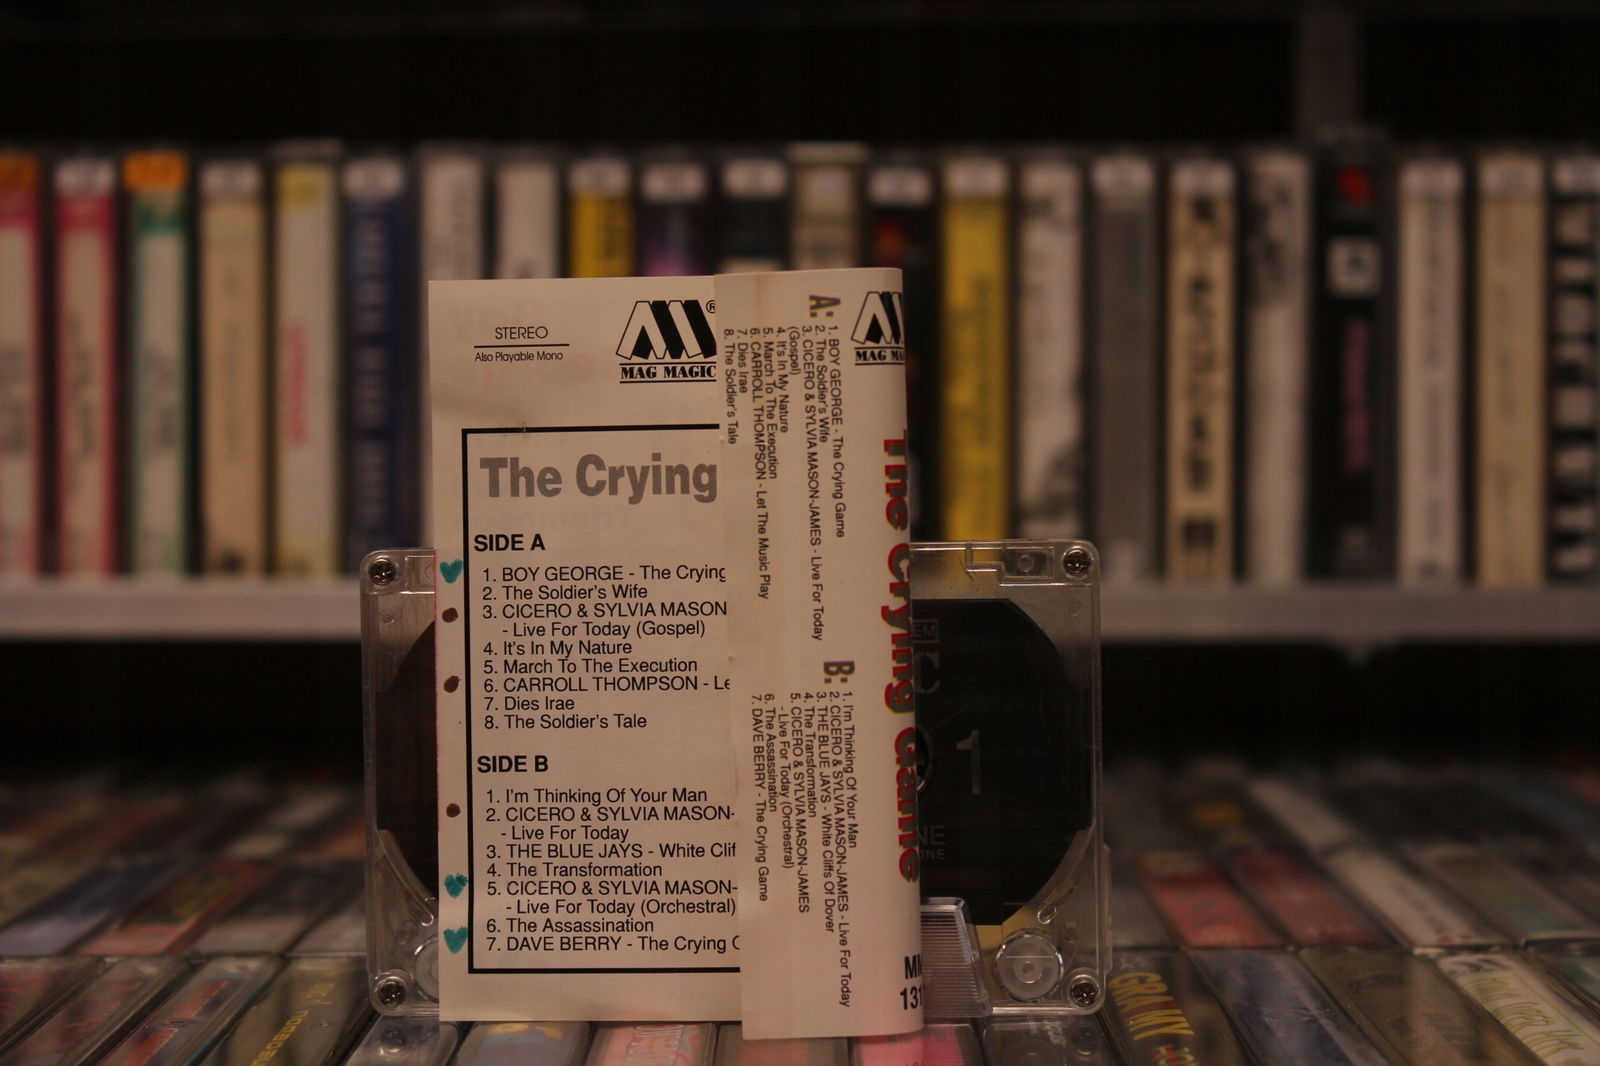 STEREO
Also Playable Mono
®
MAG MAGIC
The Crying
SIDE A
1. BOY GEORGE - The Crying
2. The Soldier's Wife
3. CICERO & SYLVIA MASON
- Live For Today (Gospel)
4. It's In My Nature
5. March To The Execution
6. CARROLL THOMPSON - Le
7. Dies Irae
8. The Soldier's Tale
SIDE B
1. I'm Thinking Of Your Man
2. CICERO & SYLVIA MASON-
- Live For Today
3. THE BLUE JAYS - White Clif
4. The Transformation
5. CICERO & SYLVIA MASON-
- Live For Today (Orchestral)
6. The Assassination
7. DAVE BERRY - The Crying G
A:
1. BOY GEORGE - The Crying Game
2. The Soldier's Wife
3. CICERO & SYLVIA MASON-JAMES - Live For Today
(Gospel)
4. It's In My Nature
5. March To The Execution
6. CARROLL THOMPSON - Let The Music Play
7. Dies Irae
8. The Soldier's Tale
B:
1. I'm Thinking Of Your Man
2. CICERO & SYLVIA MASON-JAMES - Live For Today
3. THE BLUE JAYS - White Cliffs Of Dover
4. The Transformation
5. CICERO & SYLVIA MASON-JAMES
- Live For Today (Orchestral)
6. The Assassination
7. DAVE BERRY - The Crying Game
MAG MA
The Crying Game
MM
131
1